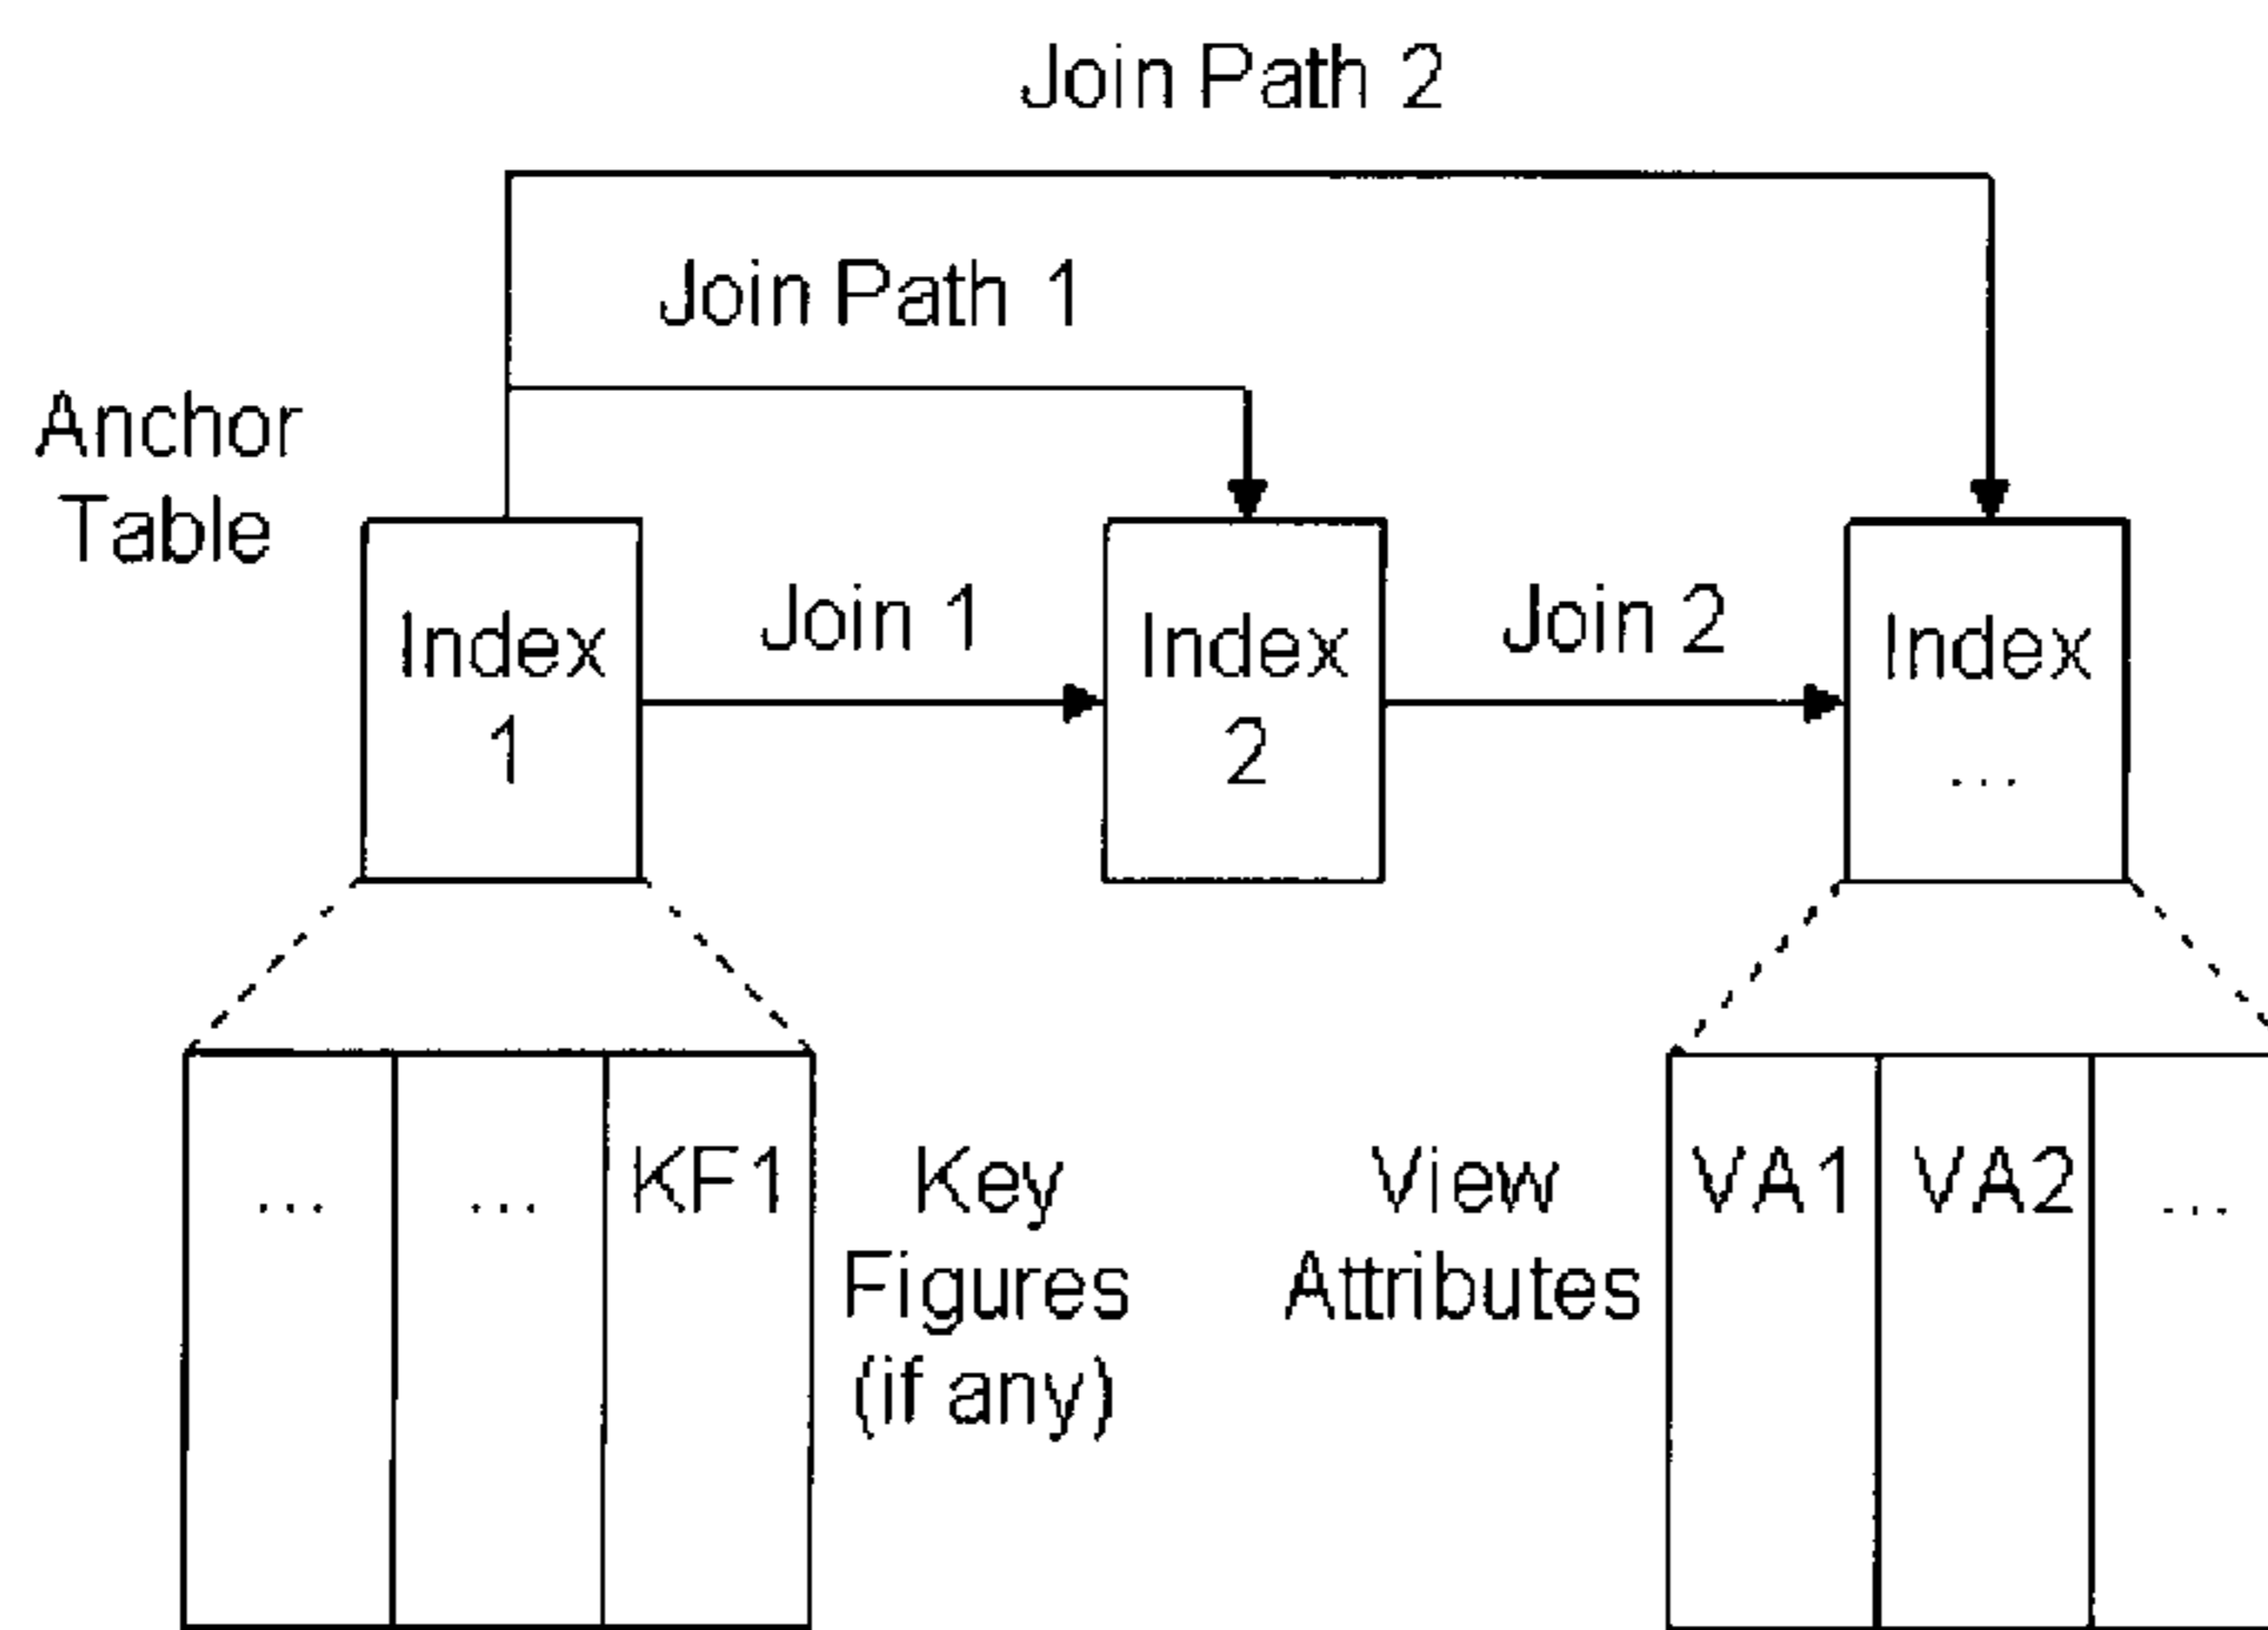 Join Path 2
Join Path 1
Anchor
Table
Index
1
Join 1
Index
2
Join 2
Index
...
...
...
KF1
Key
Figures
(if any)
View
Attributes
VA1
VA2
...